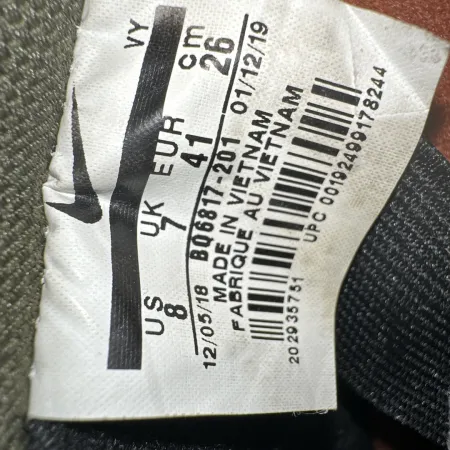 VY
US UK EUR cm
8 7 41 26
12/05/18 BQ6817-201 01/12/19
MADE IN VIETNAM
FABRIQUE AU VIETNAM
202935751 UPC 00192499178244